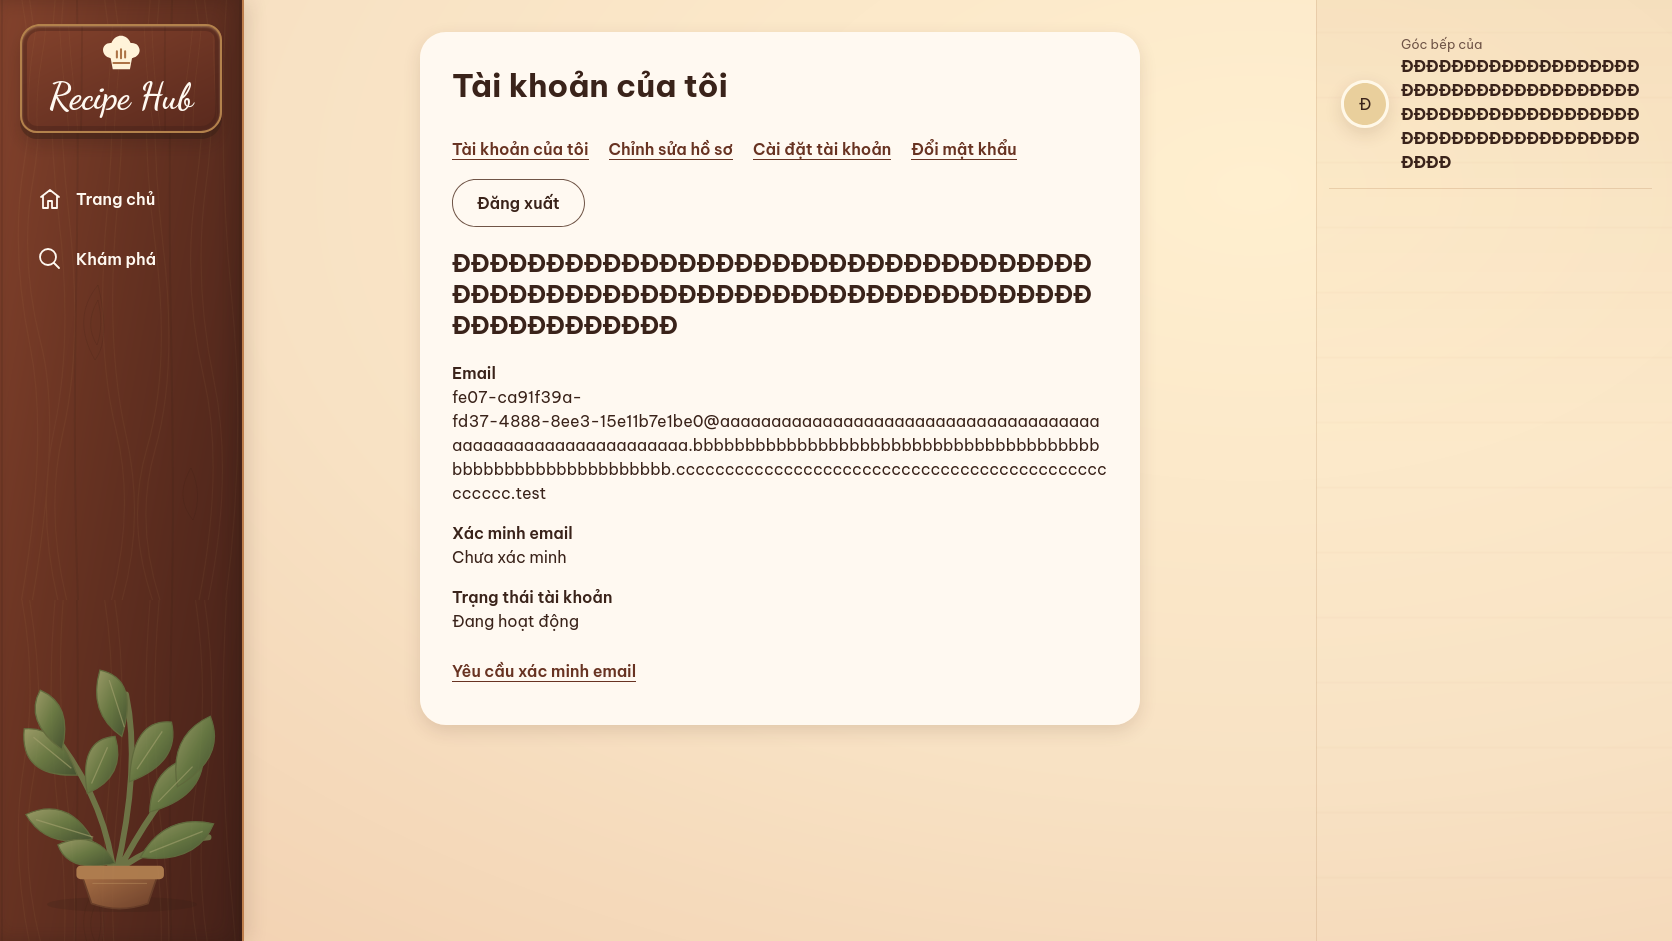 Recipe Hub
Trang chủ
Khám phá
Tài khoản của tôi
Tài khoản của tôi
Chỉnh sửa hồ sơ
Cài đặt tài khoản
Đổi mật khẩu
Đăng xuất
ĐĐĐĐĐĐĐĐĐĐĐĐĐĐĐĐĐĐĐĐĐĐĐĐĐĐĐĐĐĐĐĐĐĐ
ĐĐĐĐĐĐĐĐĐĐĐĐĐĐĐĐĐĐĐĐĐĐĐĐĐĐĐĐĐĐĐĐĐĐ
ĐĐĐĐĐĐĐĐĐĐĐĐ
Email
fe07-ca91f39a-
fd37-4888-8ee3-15e11b7e1be0@aaaaaaaaaaaaaaaaaaaaaaaaaaaaaaaaaaaaa
aaaaaaaaaaaaaaaaaaaaaaa.bbbbbbbbbbbbbbbbbbbbbbbbbbbbbbbbbbbbbbb
bbbbbbbbbbbbbbbbbbbbb.cccccccccccccccccccccccccccccccccccccccccccc
cccccc.test
Xác minh email
Chưa xác minh
Trạng thái tài khoản
Đang hoạt động
Yêu cầu xác minh email
Góc bếp của
Đ
ĐĐĐĐĐĐĐĐĐĐĐĐĐĐĐĐĐĐĐ
ĐĐĐĐĐĐĐĐĐĐĐĐĐĐĐĐĐĐĐ
ĐĐĐĐĐĐĐĐĐĐĐĐĐĐĐĐĐĐĐ
ĐĐĐĐĐĐĐĐĐĐĐĐĐĐĐĐĐĐĐ
ĐĐĐĐ